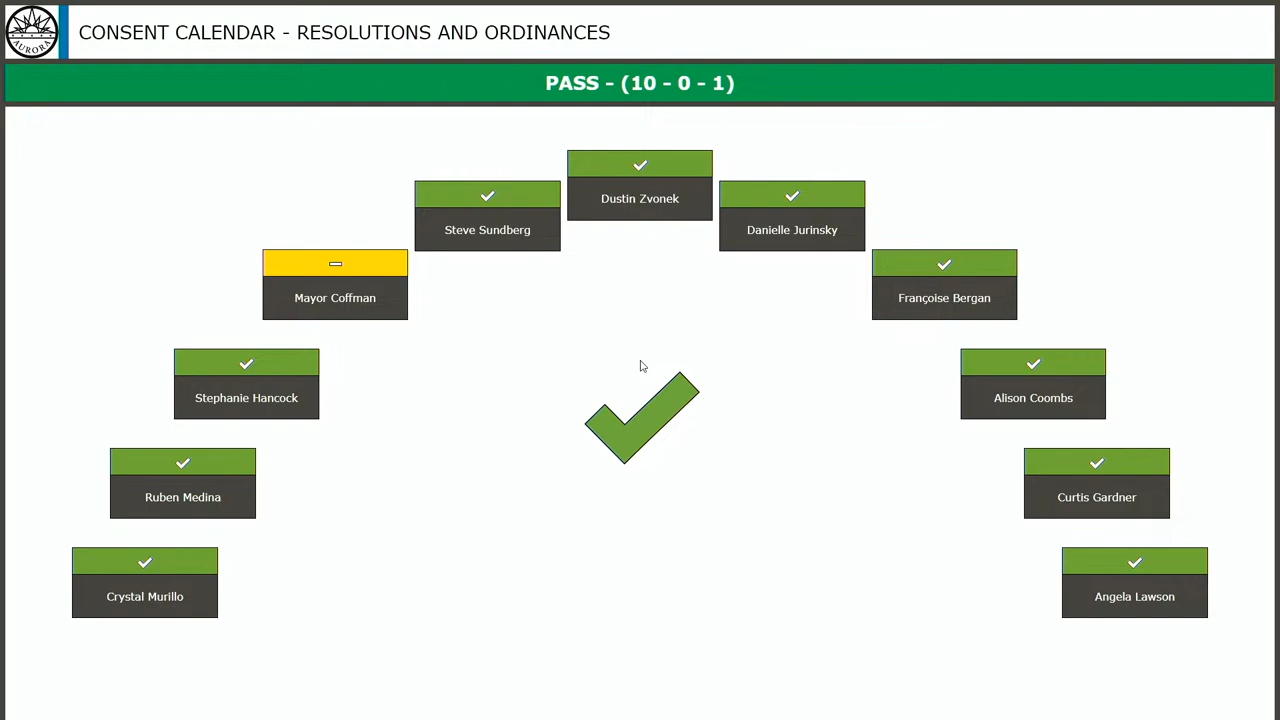 AURORA
CONSENT CALENDAR - RESOLUTIONS AND ORDINANCES
PASS - (10 - 0 - 1)
Dustin Zvonek
Steve Sundberg
Danielle Jurinsky
Mayor Coffman
Françoise Bergan
Stephanie Hancock
Alison Coombs
Ruben Medina
Curtis Gardner
Crystal Murillo
Angela Lawson